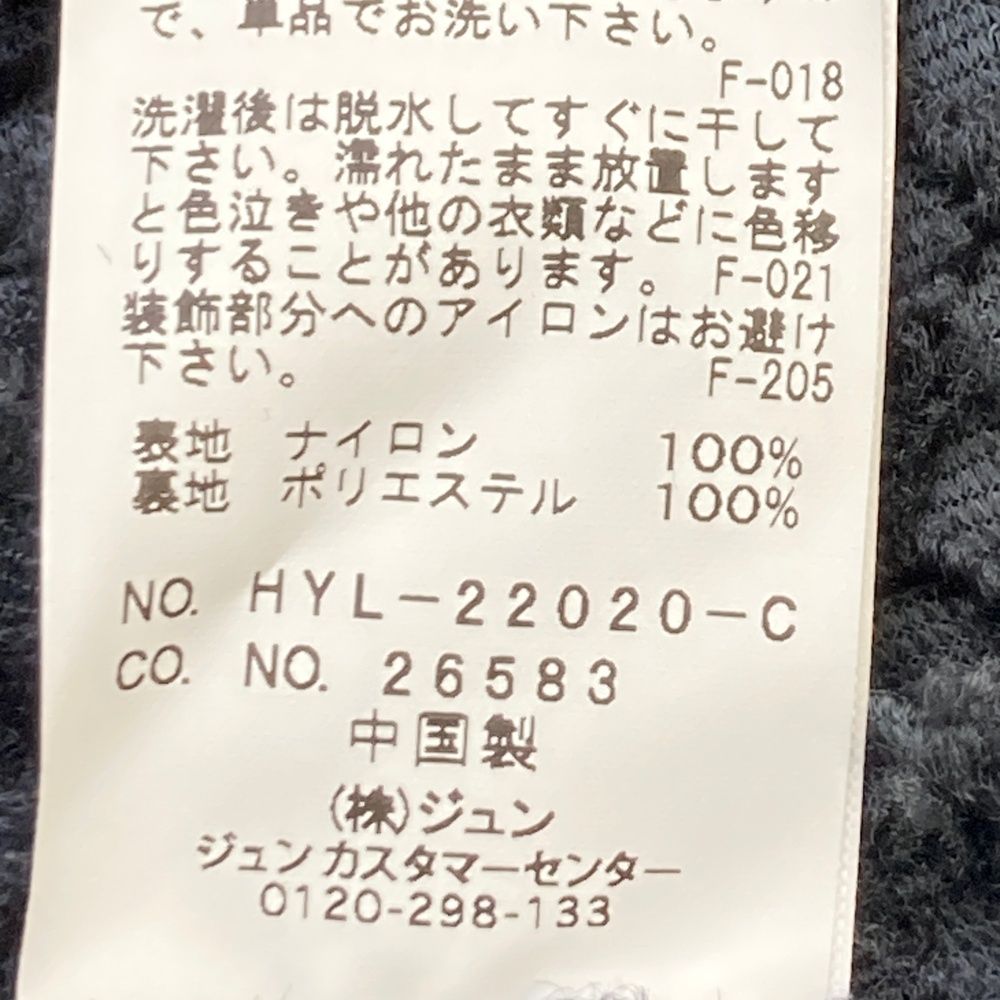 で、単品でお洗い下さい。
F-018
洗濯後は脱水してすぐに干して
下さい。濡れたまま放置します
と色泣きや他の衣類などに色移
りすることがあります。 F-021
装飾部分へのアイロンはお避け
下さい。 F-205
表地 ナイロン 100%
裏地 ポリエステル 100%
NO. HYL-22020-C
CO. NO. 26583
中国製
(株)ジュン
ジュンカスタマーセンター
0120-298-133